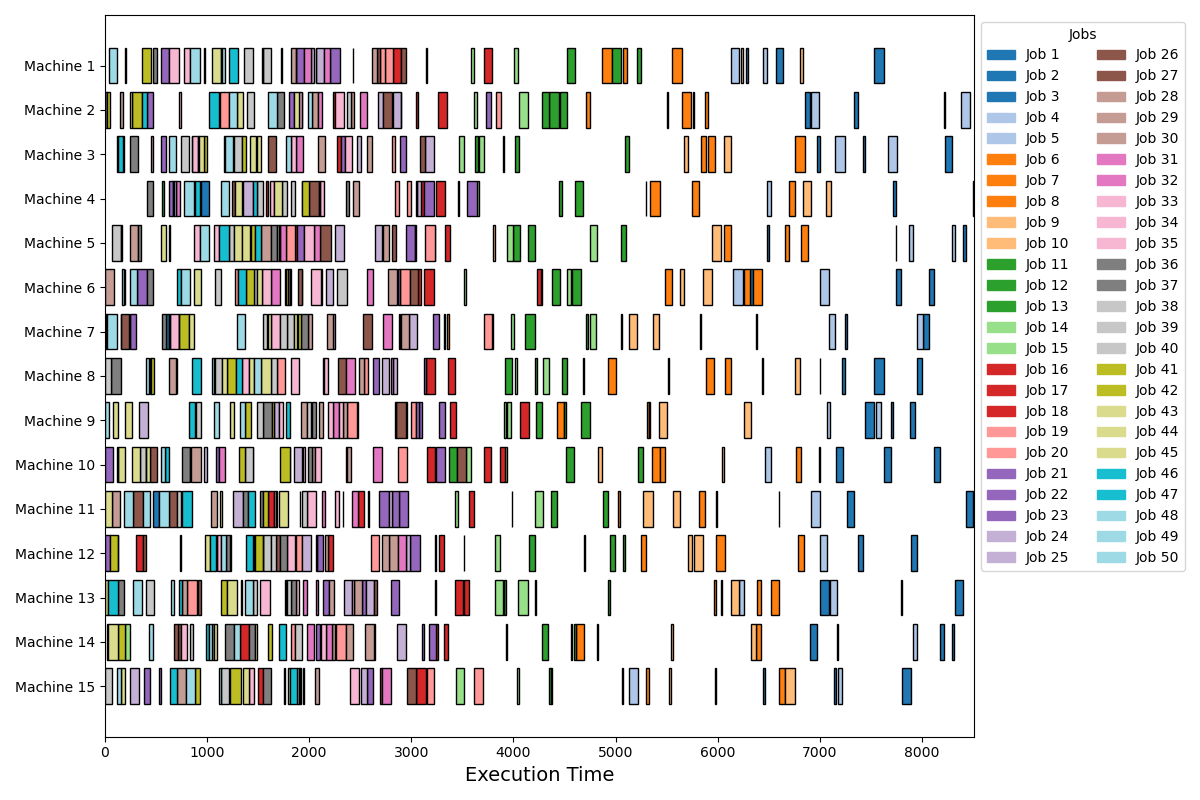 Machine 1
Machine 2
Machine 3
Machine 4
Machine 5
Machine 6
Machine 7
Machine 8
Machine 9
Machine 10
Machine 11
Machine 12
Machine 13
Machine 14
Machine 15
0 1000 2000 3000 4000 5000 6000 7000 8000
Execution Time
Jobs
Job 1 Job 26
Job 2 Job 27
Job 3 Job 28
Job 4 Job 29
Job 5 Job 30
Job 6 Job 31
Job 7 Job 32
Job 8 Job 33
Job 9 Job 34
Job 10 Job 35
Job 11 Job 36
Job 12 Job 37
Job 13 Job 38
Job 14 Job 39
Job 15 Job 40
Job 16 Job 41
Job 17 Job 42
Job 18 Job 43
Job 19 Job 44
Job 20 Job 45
Job 21 Job 46
Job 22 Job 47
Job 23 Job 48
Job 24 Job 49
Job 25 Job 50